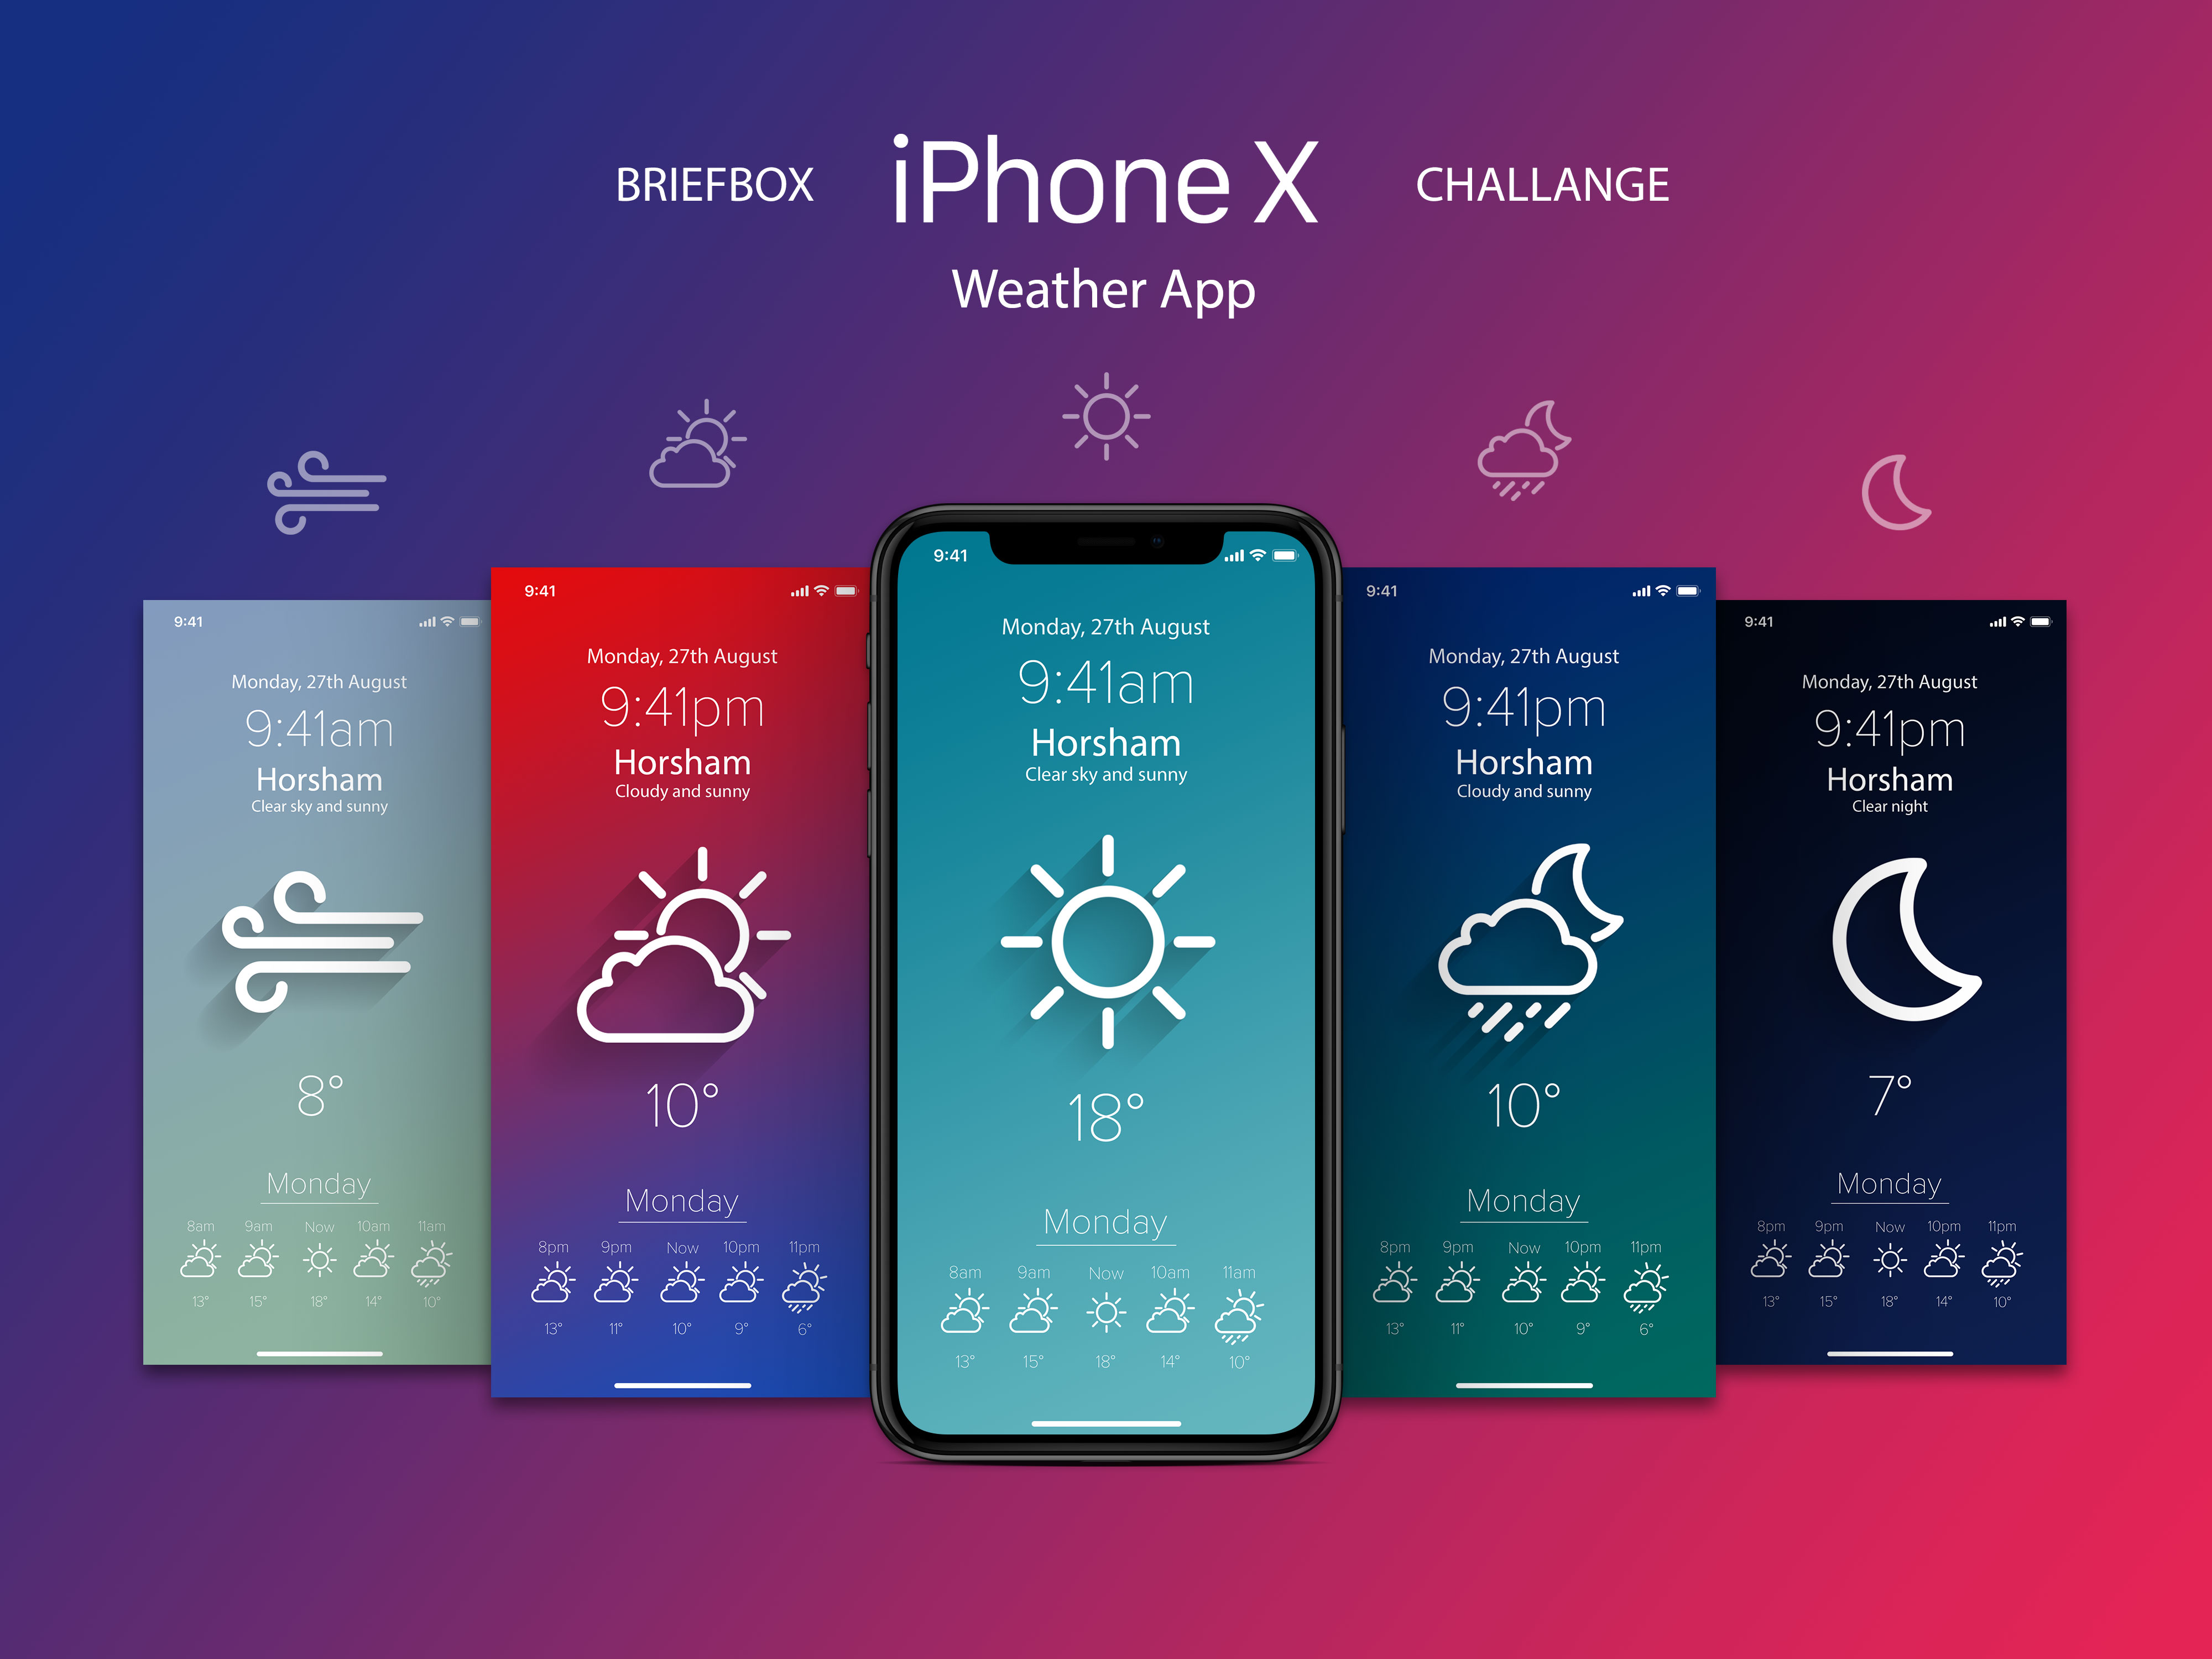 BRIEFBOX iPhone X CHALLANGE
Weather App
9:41
Monday, 27th August
9:41am
Horsham
Clear sky and sunny
8°
Monday
8am 9am Now 10am 11am
13° 15° 18° 14° 10°
9:41
Monday, 27th August
9:41pm
Horsham
Cloudy and sunny
10°
Monday
8pm 9pm Now 10pm 11pm
13° 11° 10° 9° 6°
9:41
Monday, 27th August
9:41am
Horsham
Clear sky and sunny
18°
Monday
8am 9am Now 10am 11am
13° 15° 18° 14° 10°
9:41
Monday, 27th August
9:41pm
Horsham
Cloudy and sunny
10°
Monday
8pm 9pm Now 10pm 11pm
13° 11° 10° 9° 6°
9:41
Monday, 27th August
9:41pm
Horsham
Clear night
7°
Monday
8pm 9pm Now 10pm 11pm
13° 15° 18° 14° 10°